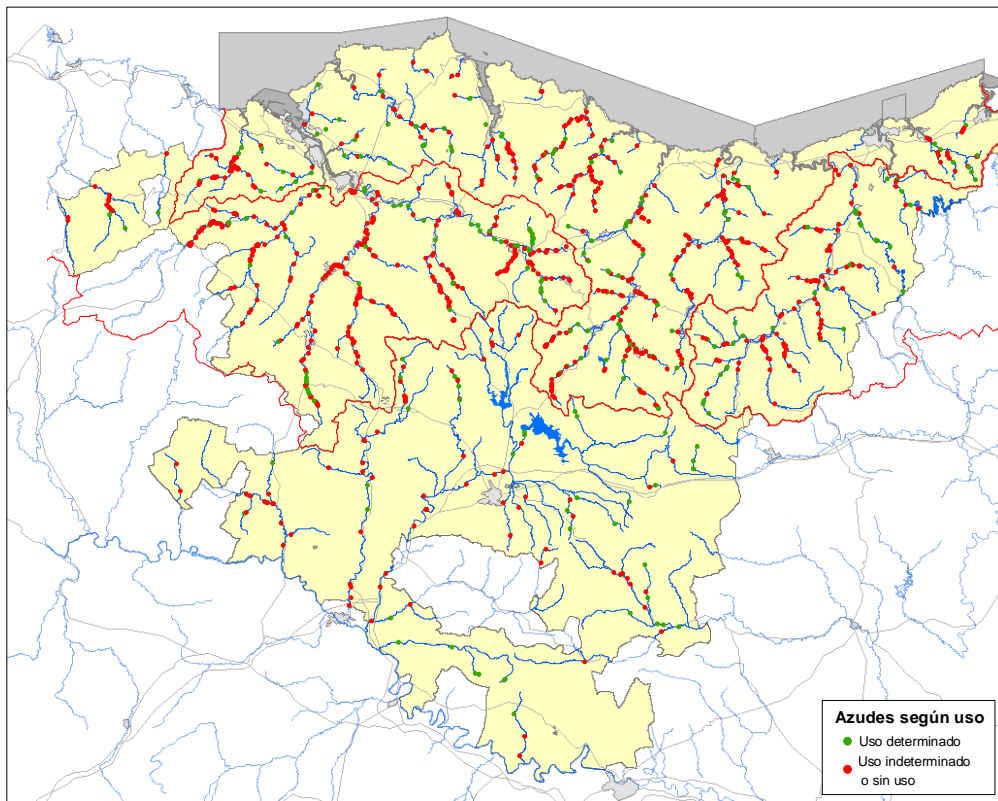 Azudes según uso
Uso determinado
Uso indeterminado
o sin uso